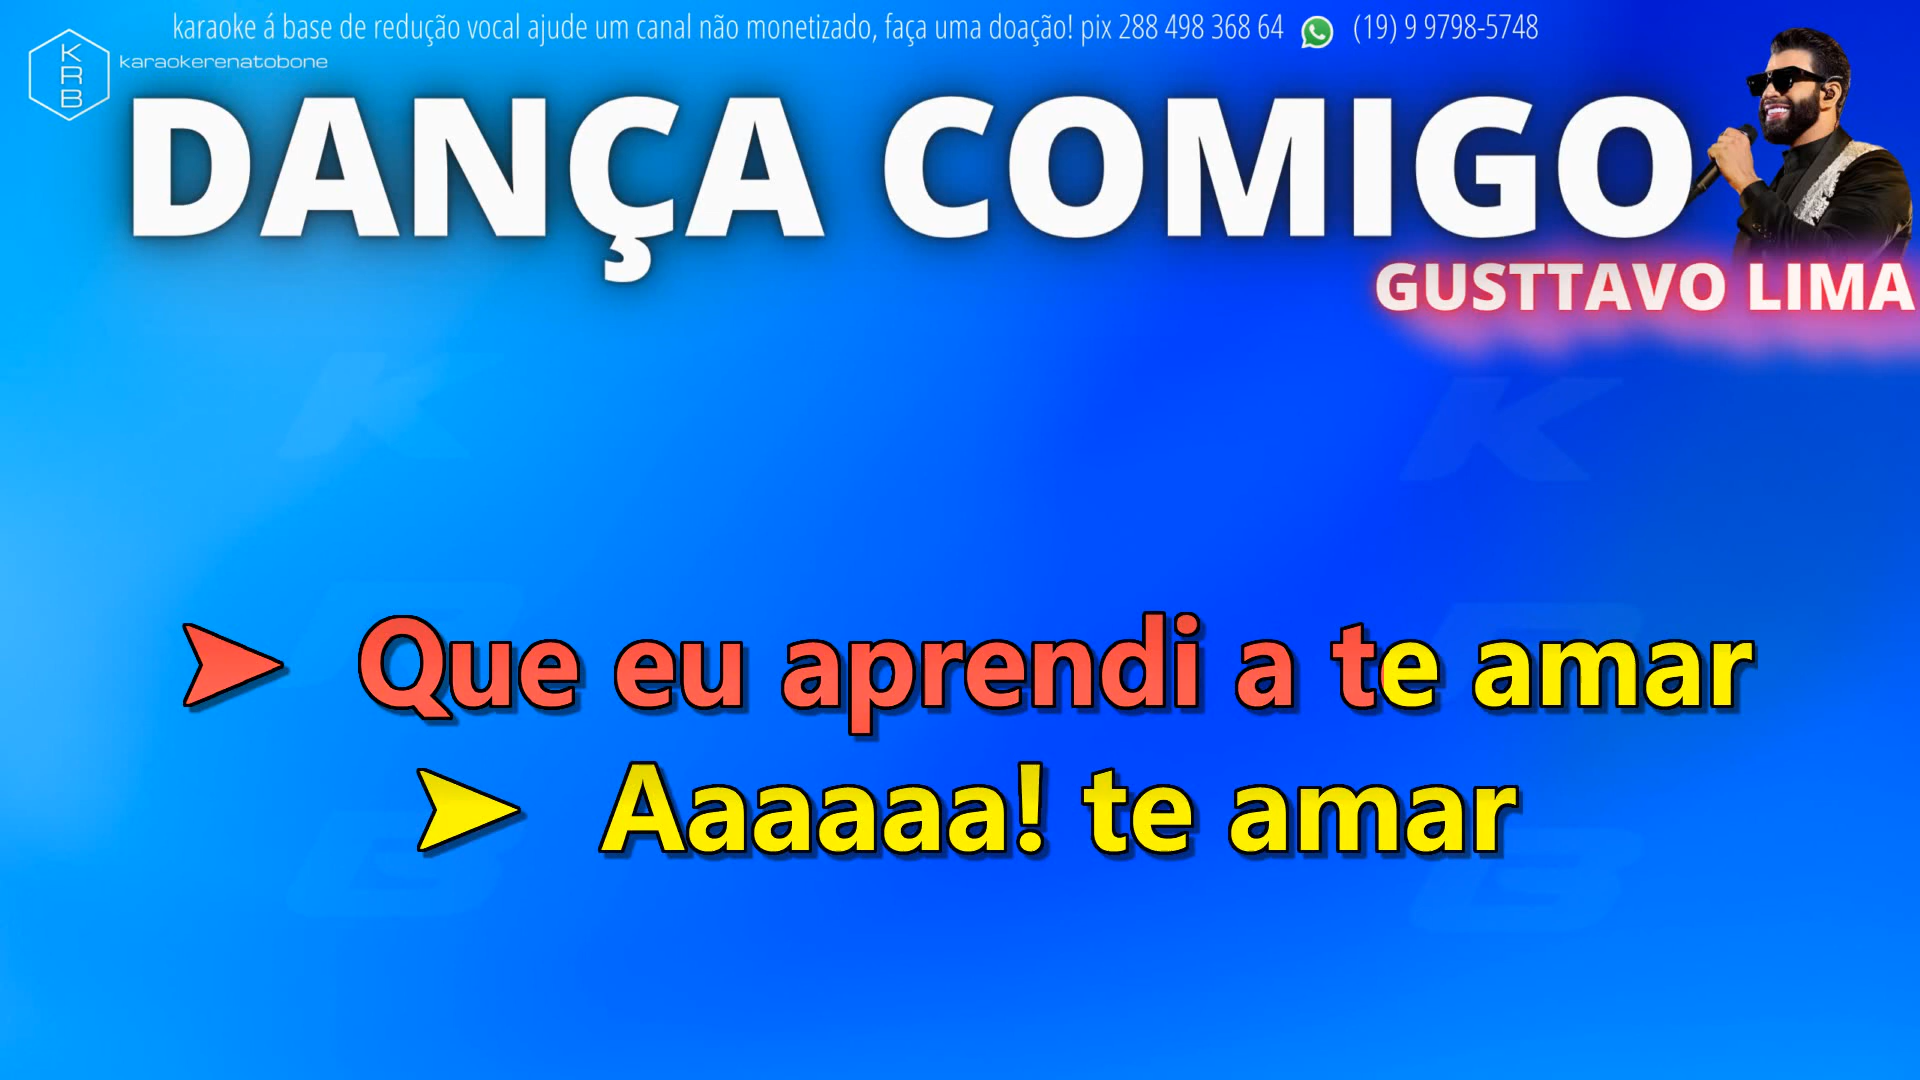 karaoke á base de redução vocal ajude um canal não monetizado, faça uma doação! pix 288 498 368 64 (19) 9 9798-5748
KRB
karaokerenatobone
DANÇA COMIGO
GUSTTAVO LIMA
K K
R R
➤ Que eu aprendi a te amar
➤ Aaaaaa! te amar
B B